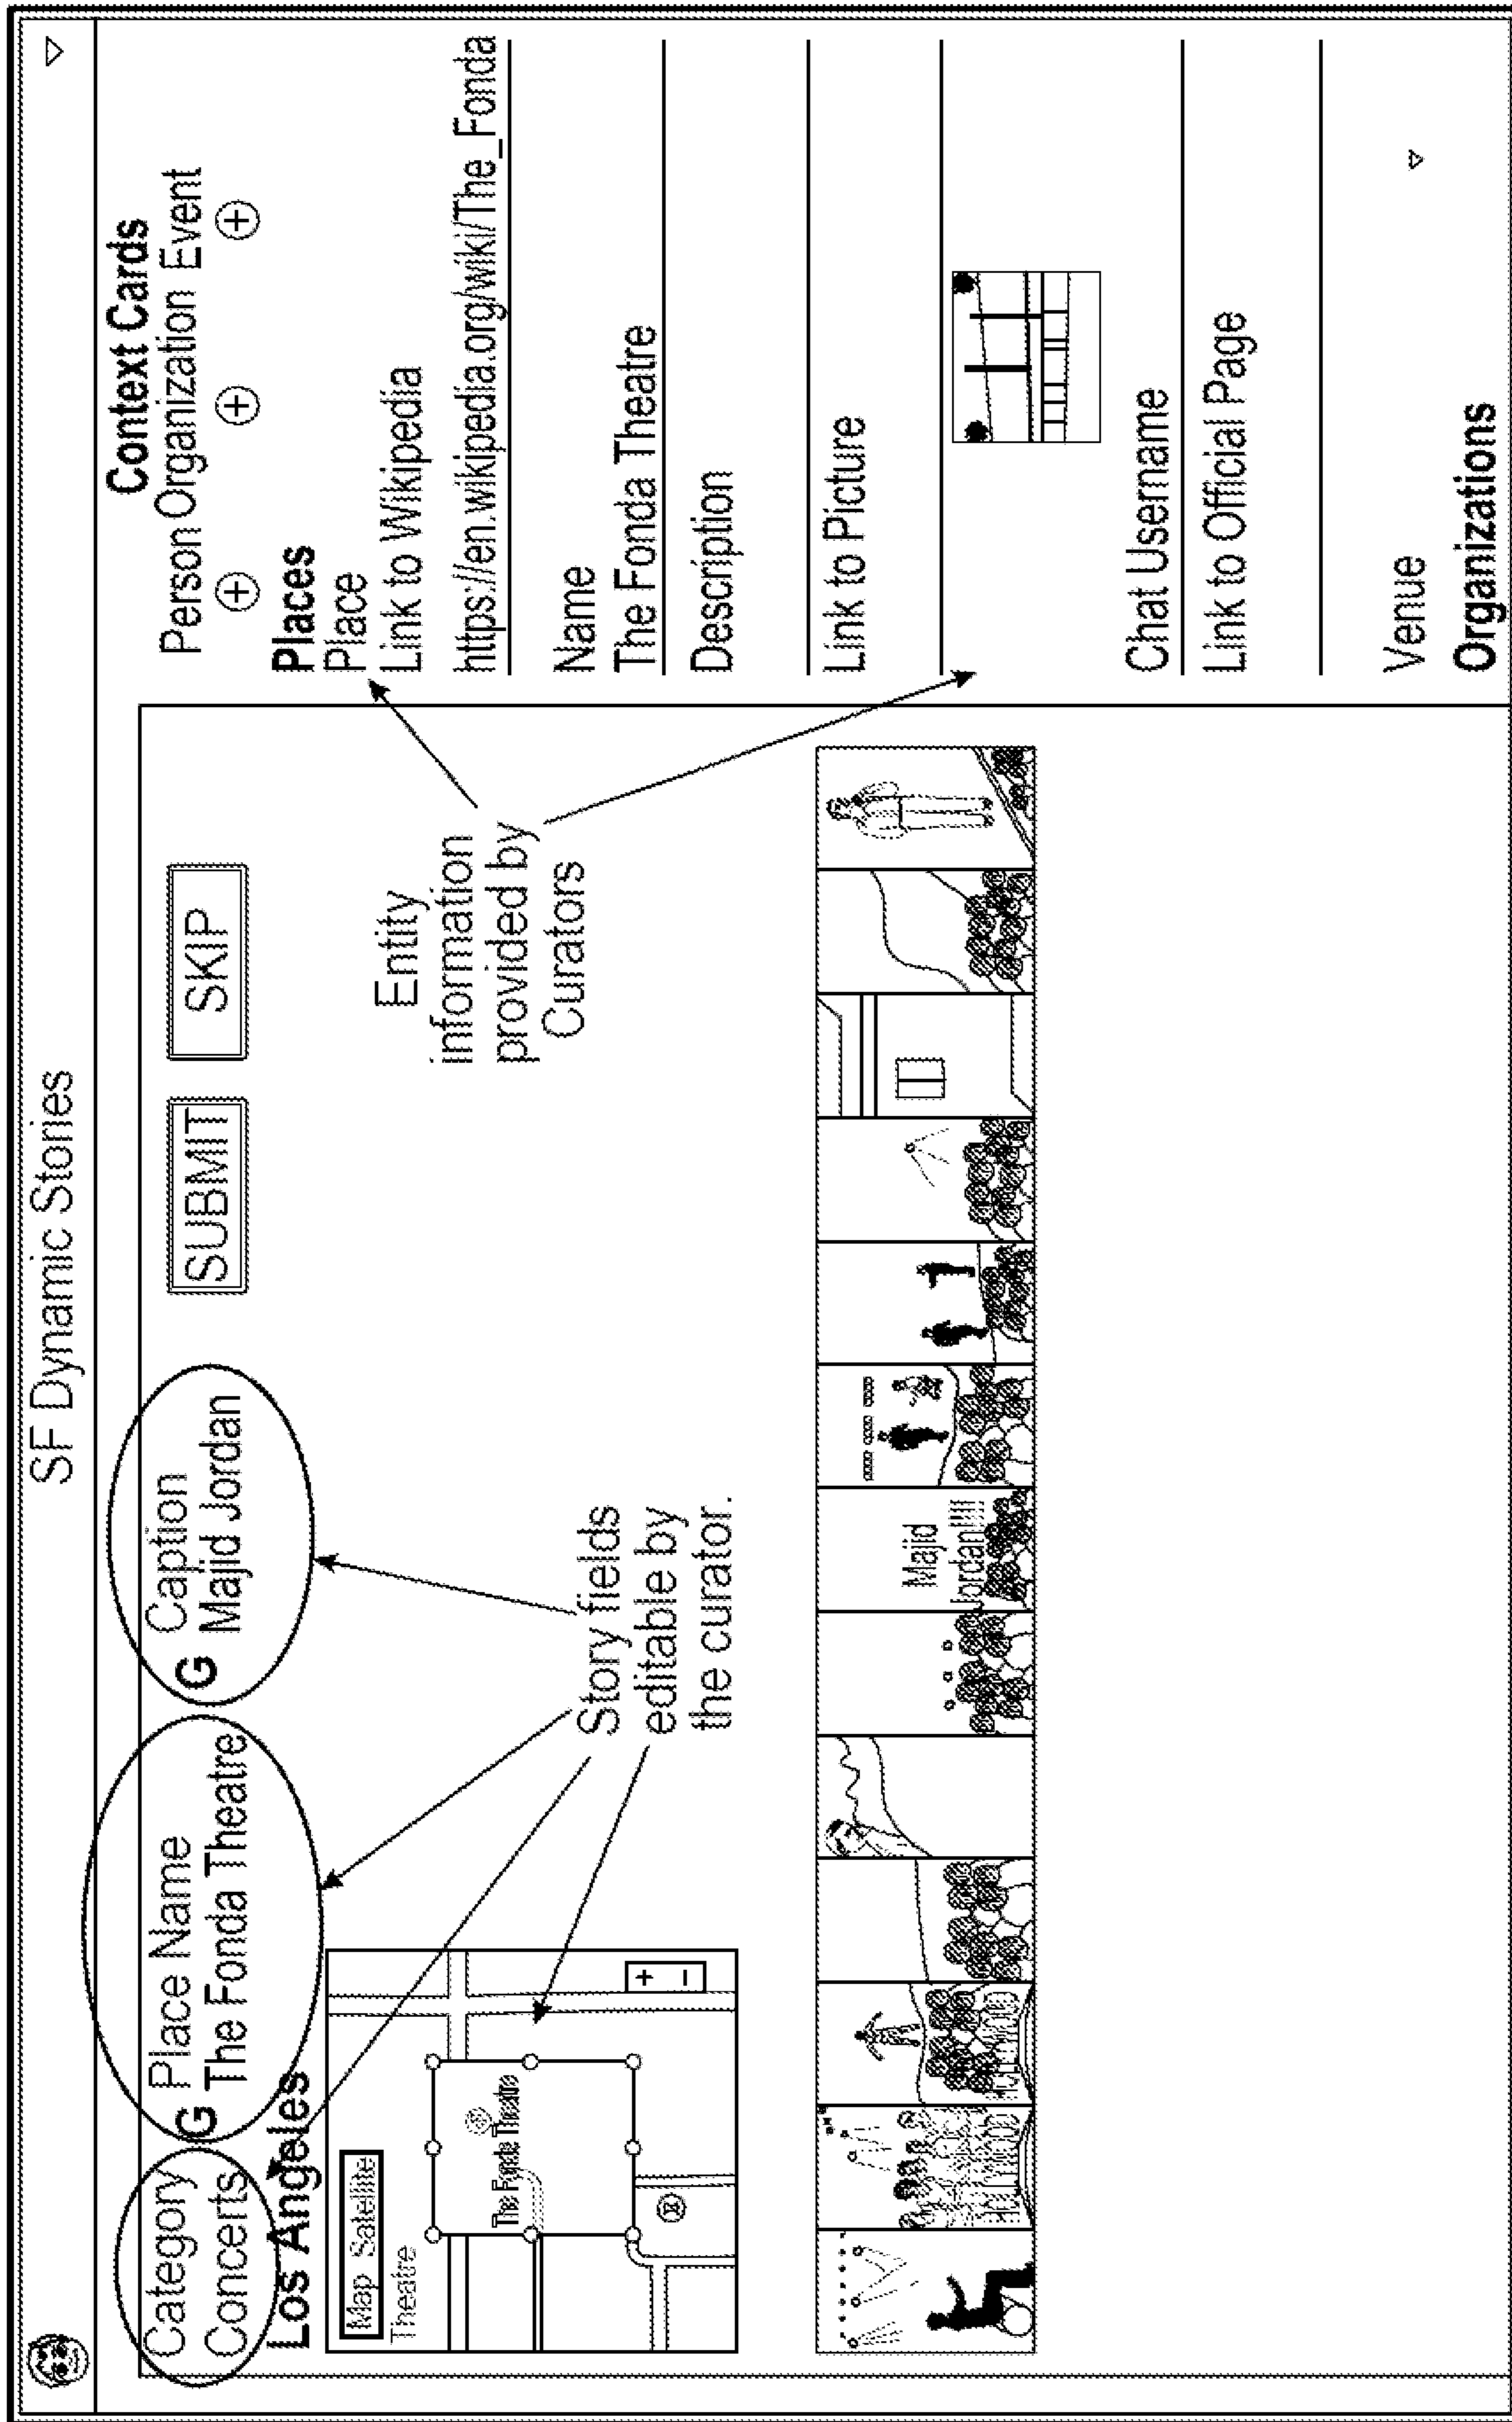 SF Dynamic Stories
Category
Concerts
G Place Name
The Fonda Theatre
G Caption
Majid Jordan
SUBMIT
SKIP
Los Angeles
Map Satellite
Theatre
The Fonda Theatre
+
-
Story fields
editable by
the curator.
Entity
information
provided by
Curators
Majid
Jordan!!!!
HOLLYWOOD
HOLLYWOOD
Context Cards
Person Organization Event
Places
Place
Link to Wikipedia
https://en.wikipedia.org/wiki/The_Fonda
Name
The Fonda Theatre
Description
Link to Picture
Chat Username
Link to Official Page
Venue
Organizations